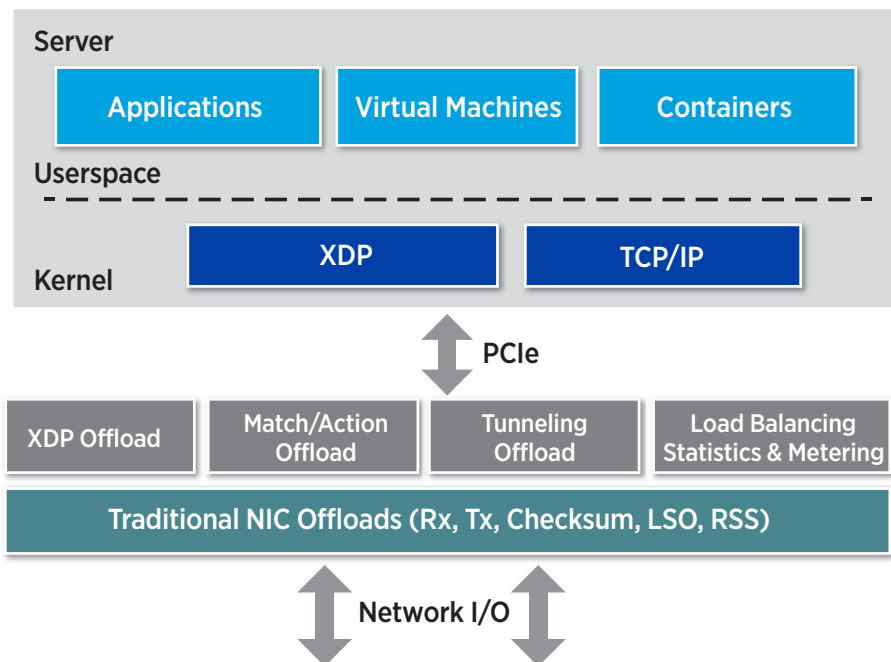 Server
Applications
Virtual Machines
Containers
Userspace
XDP
TCP/IP
Kernel
PCIe
XDP Offload
Match/Action
Offload
Tunneling
Offload
Load Balancing
Statistics & Metering
Traditional NIC Offloads (Rx, Tx, Checksum, LSO, RSS)
Network I/O